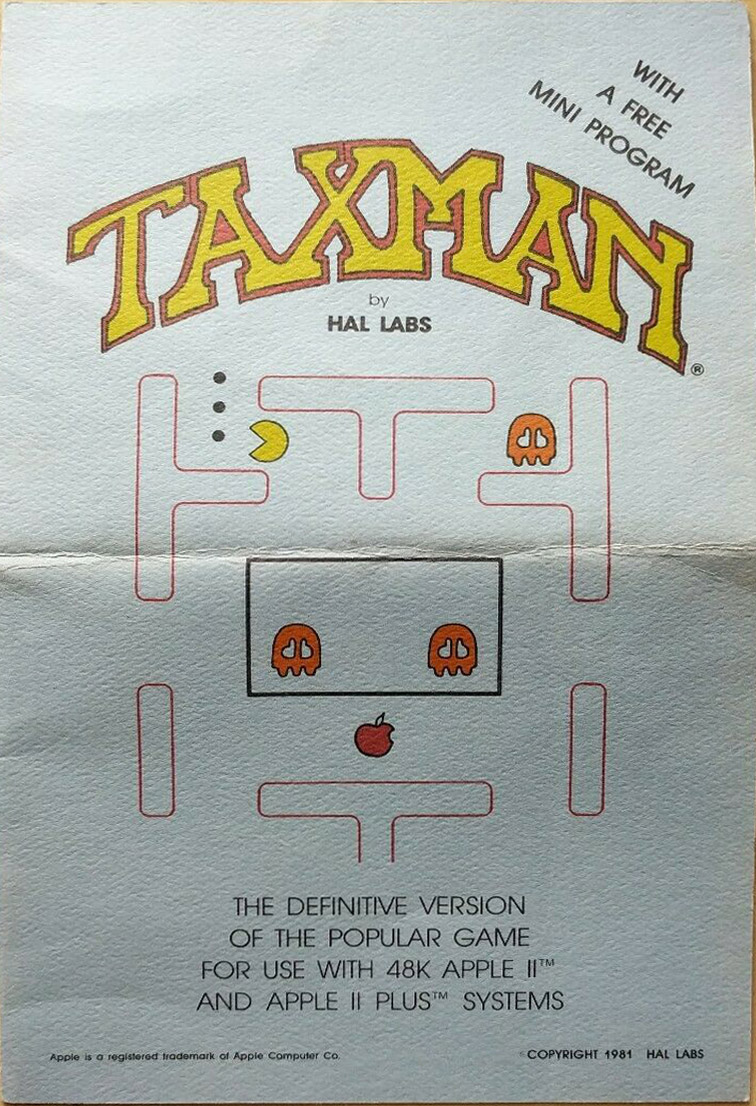 WITH
A FREE
MINI PROGRAM
TAXMAN®
by
HAL LABS
THE DEFINITIVE VERSION
OF THE POPULAR GAME
FOR USE WITH 48K APPLE II™
AND APPLE II PLUS™ SYSTEMS
Apple is a registered trademark of Apple Computer Co.
COPYRIGHT 1981 HAL LABS